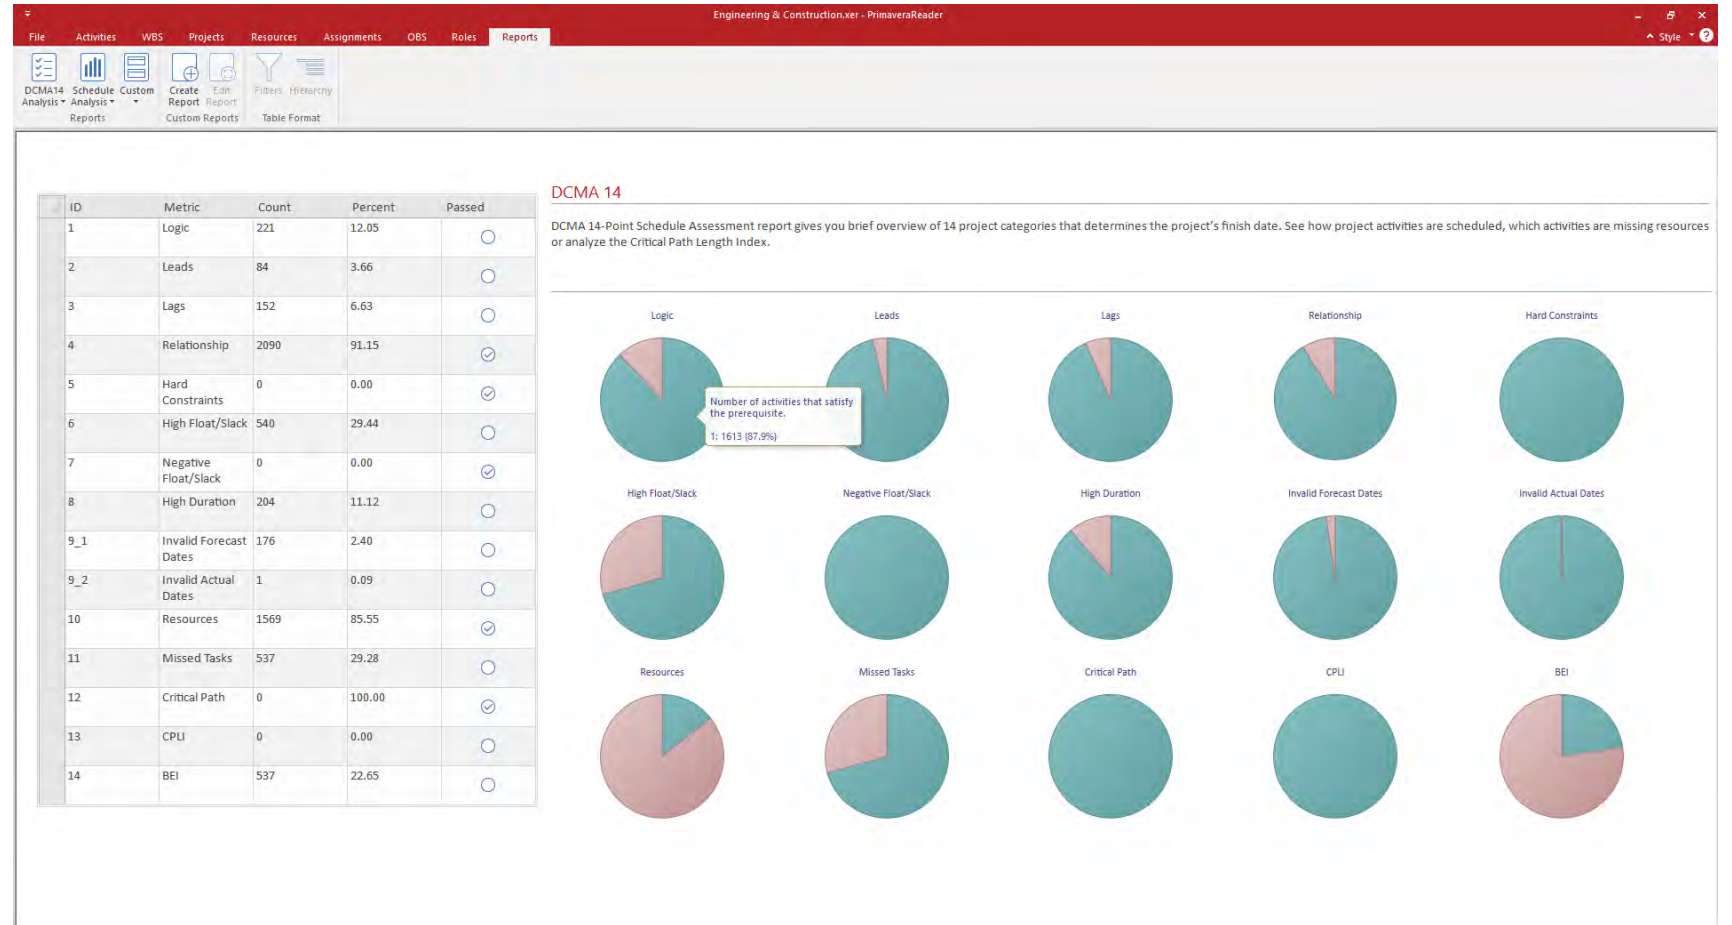 Engineering & Construction.xer - PrimaveraReader
File Activities WBS Projects Resources Assignments OBS Roles Reports
Style
DCMA14 Analysis
Schedule Analysis
Custom
Create Report
Edit Report
Filters
Hierarchy
Reports Custom Reports Table Format
ID Metric Count Percent Passed
1 Logic 221 12.05
2 Leads 84 3.66
3 Lags 152 6.63
4 Relationship 2090 91.15
5 Hard Constraints 0 0.00
6 High Float/Slack 540 29.44
7 Negative Float/Slack 0 0.00
8 High Duration 204 11.12
9_1 Invalid Forecast Dates 176 2.40
9_2 Invalid Actual Dates 1 0.09
10 Resources 1569 85.55
11 Missed Tasks 537 29.28
12 Critical Path 0 100.00
13 CPLI 0 0.00
14 BEI 537 22.65
DCMA 14
DCMA 14-Point Schedule Assessment report gives you brief overview of 14 project categories that determines the project's finish date. See how project activities are scheduled, which activities are missing resources
or analyze the Critical Path Length Index.
Logic Leads Lags Relationship Hard Constraints
Number of activities that satisfy
the prerequisite.
1: 1613 (87.9%)
High Float/Slack Negative Float/Slack High Duration Invalid Forecast Dates Invalid Actual Dates
Resources Missed Tasks Critical Path CPLI BEI